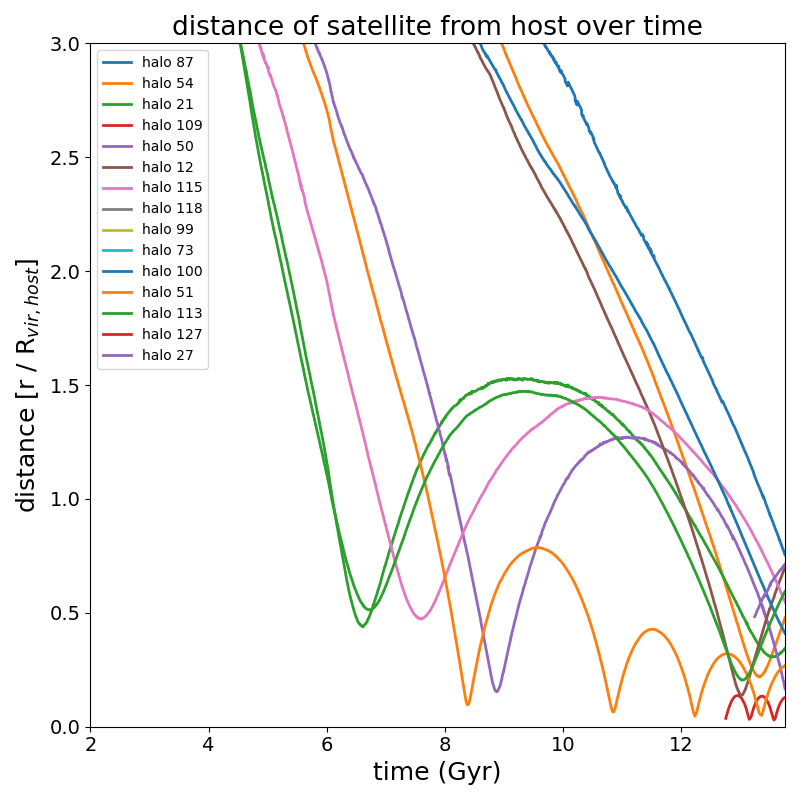 distance of satellite from host over time
3.0
2.5
2.0
1.5
1.0
0.5
0.0
distance [r / R_vir,host]
halo 87
halo 54
halo 21
halo 109
halo 50
halo 12
halo 115
halo 118
halo 99
halo 73
halo 100
halo 51
halo 113
halo 127
halo 27
2 4 6 8 10 12
time (Gyr)